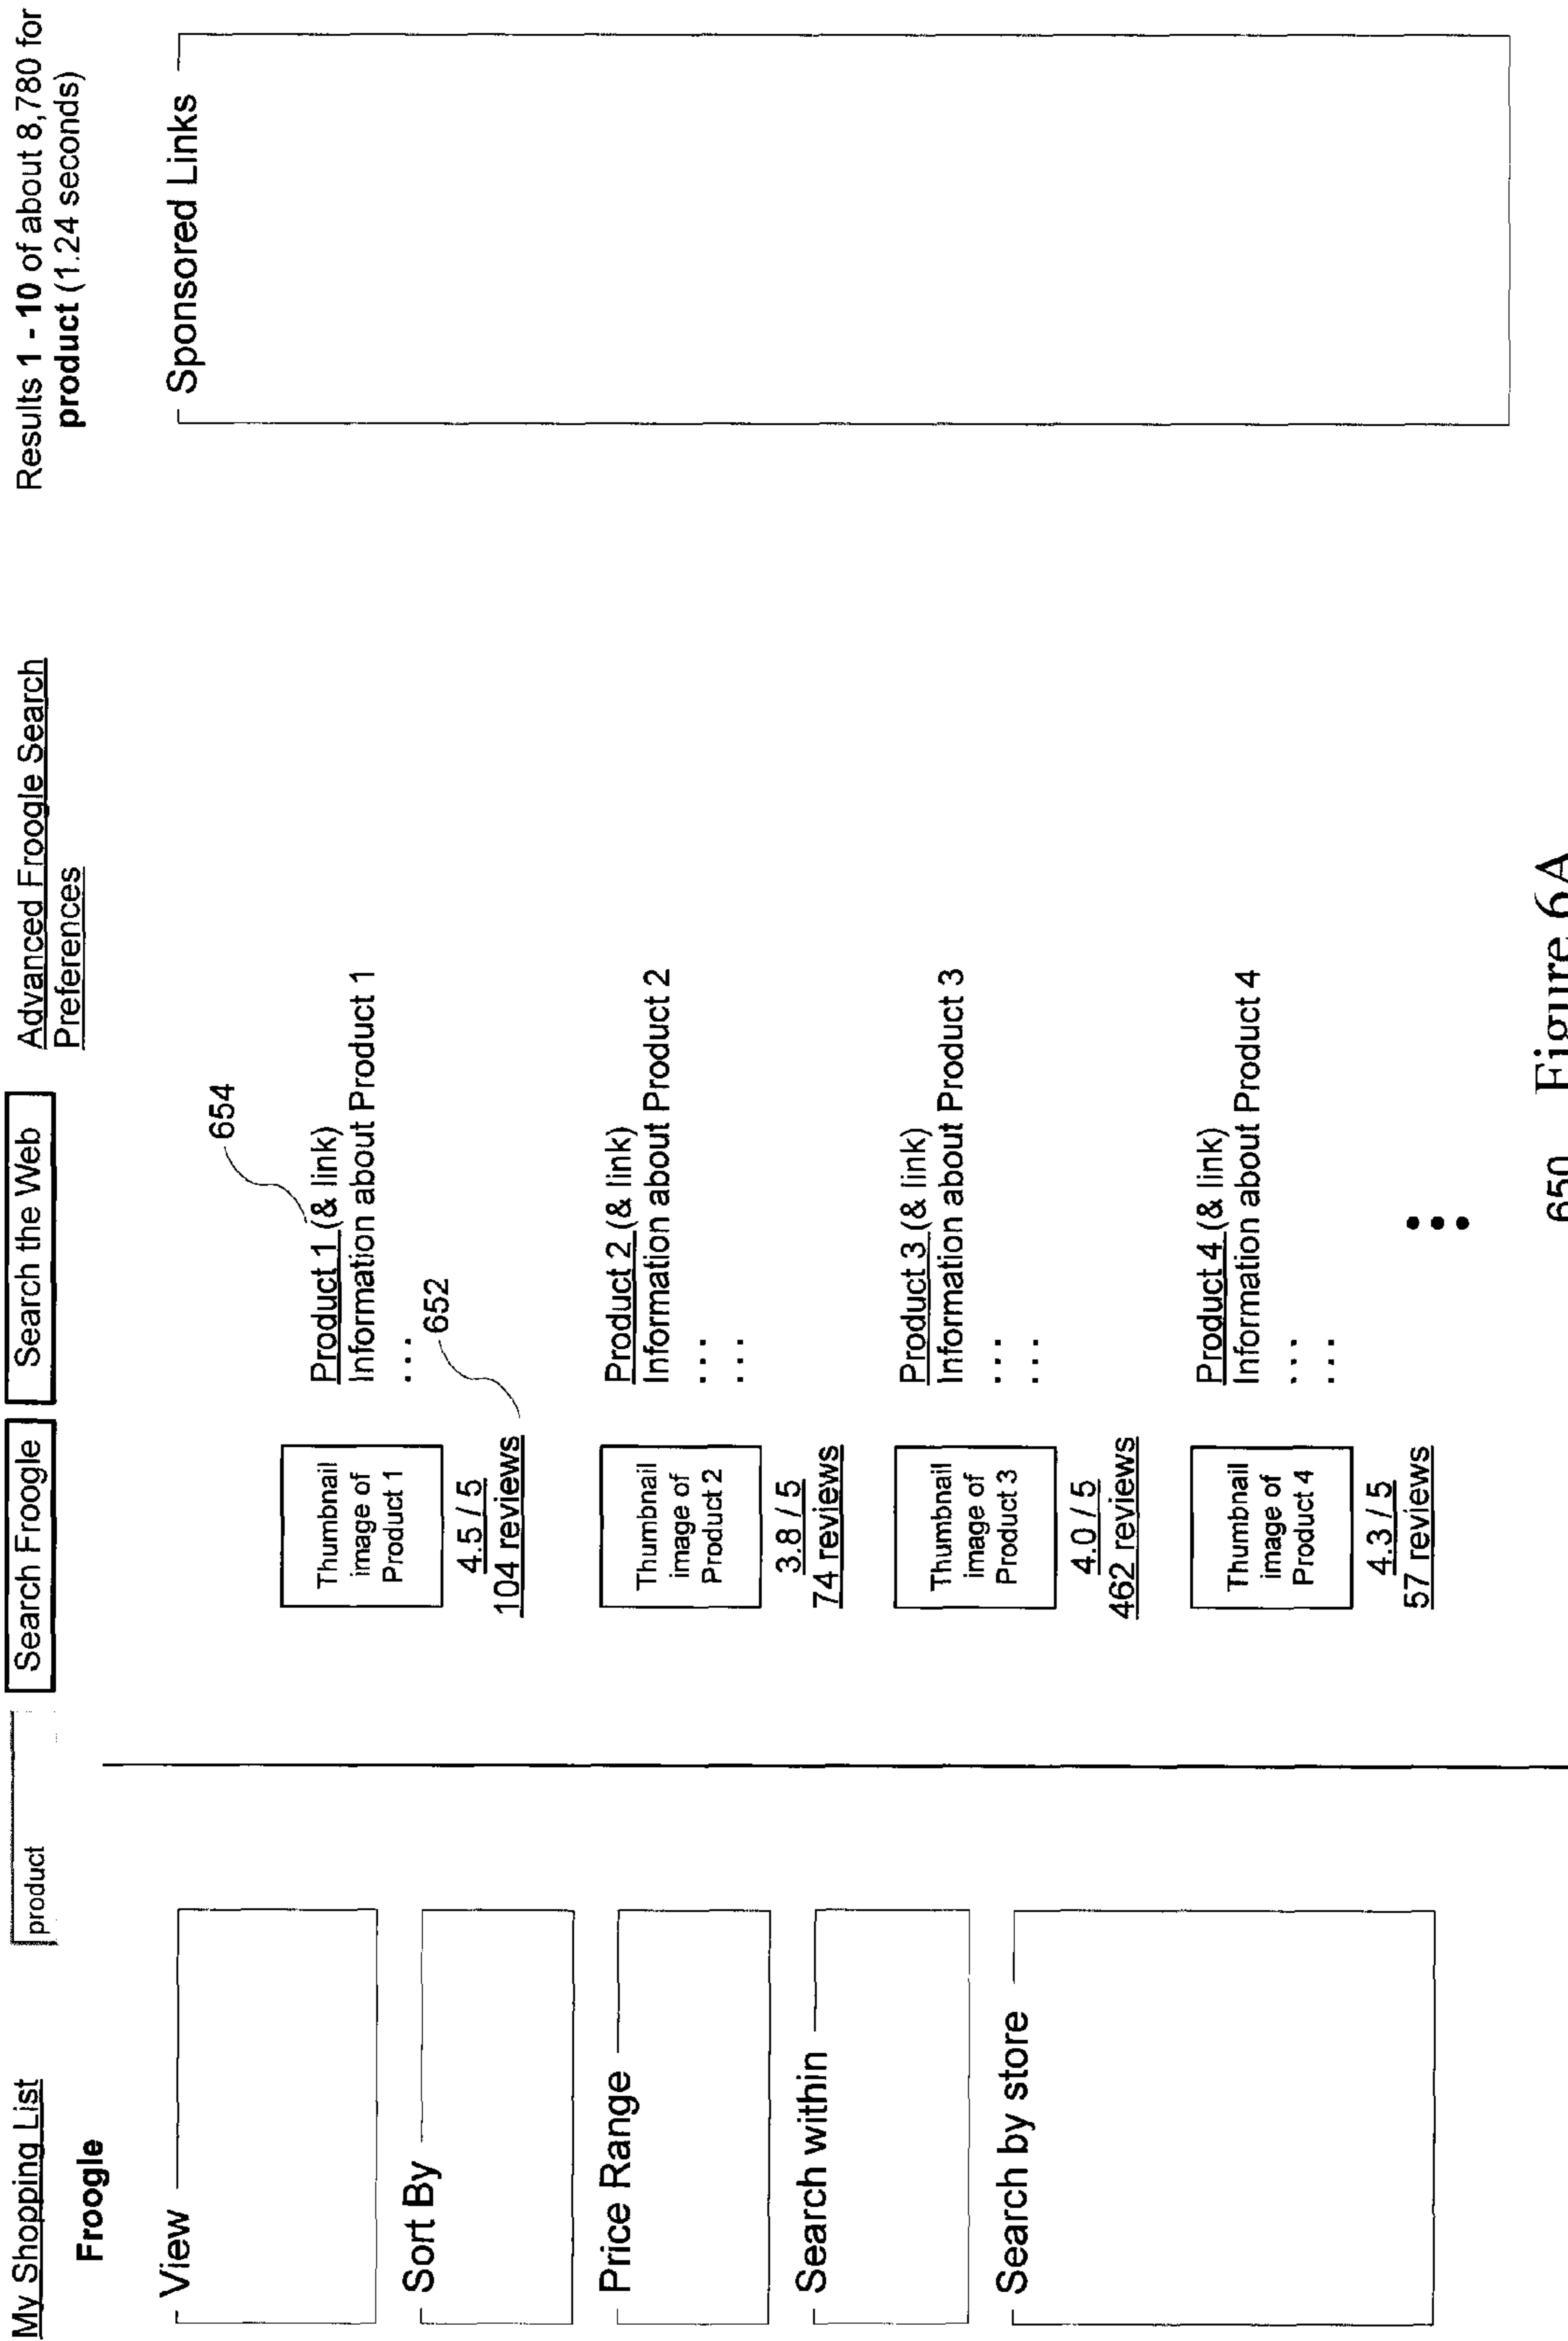 My Shopping List
product
Search Froogle
Search the Web
Advanced Froogle Search
Preferences
Results 1 - 10 of about 8,780 for
product (1.24 seconds)
Froogle
View
Sort By
Price Range
Search within
Search by store
Thumbnail
image of
Product 1
4.5 / 5
104 reviews
652
654
Product 1 (& link)
Information about Product 1
...
Thumbnail
image of
Product 2
3.8 / 5
74 reviews
Product 2 (& link)
Information about Product 2
...
...
Thumbnail
image of
Product 3
4.0 / 5
462 reviews
Product 3 (& link)
Information about Product 3
...
...
Thumbnail
image of
Product 4
4.3 / 5
57 reviews
Product 4 (& link)
Information about Product 4
...
...
Sponsored Links
650
Figure 6A